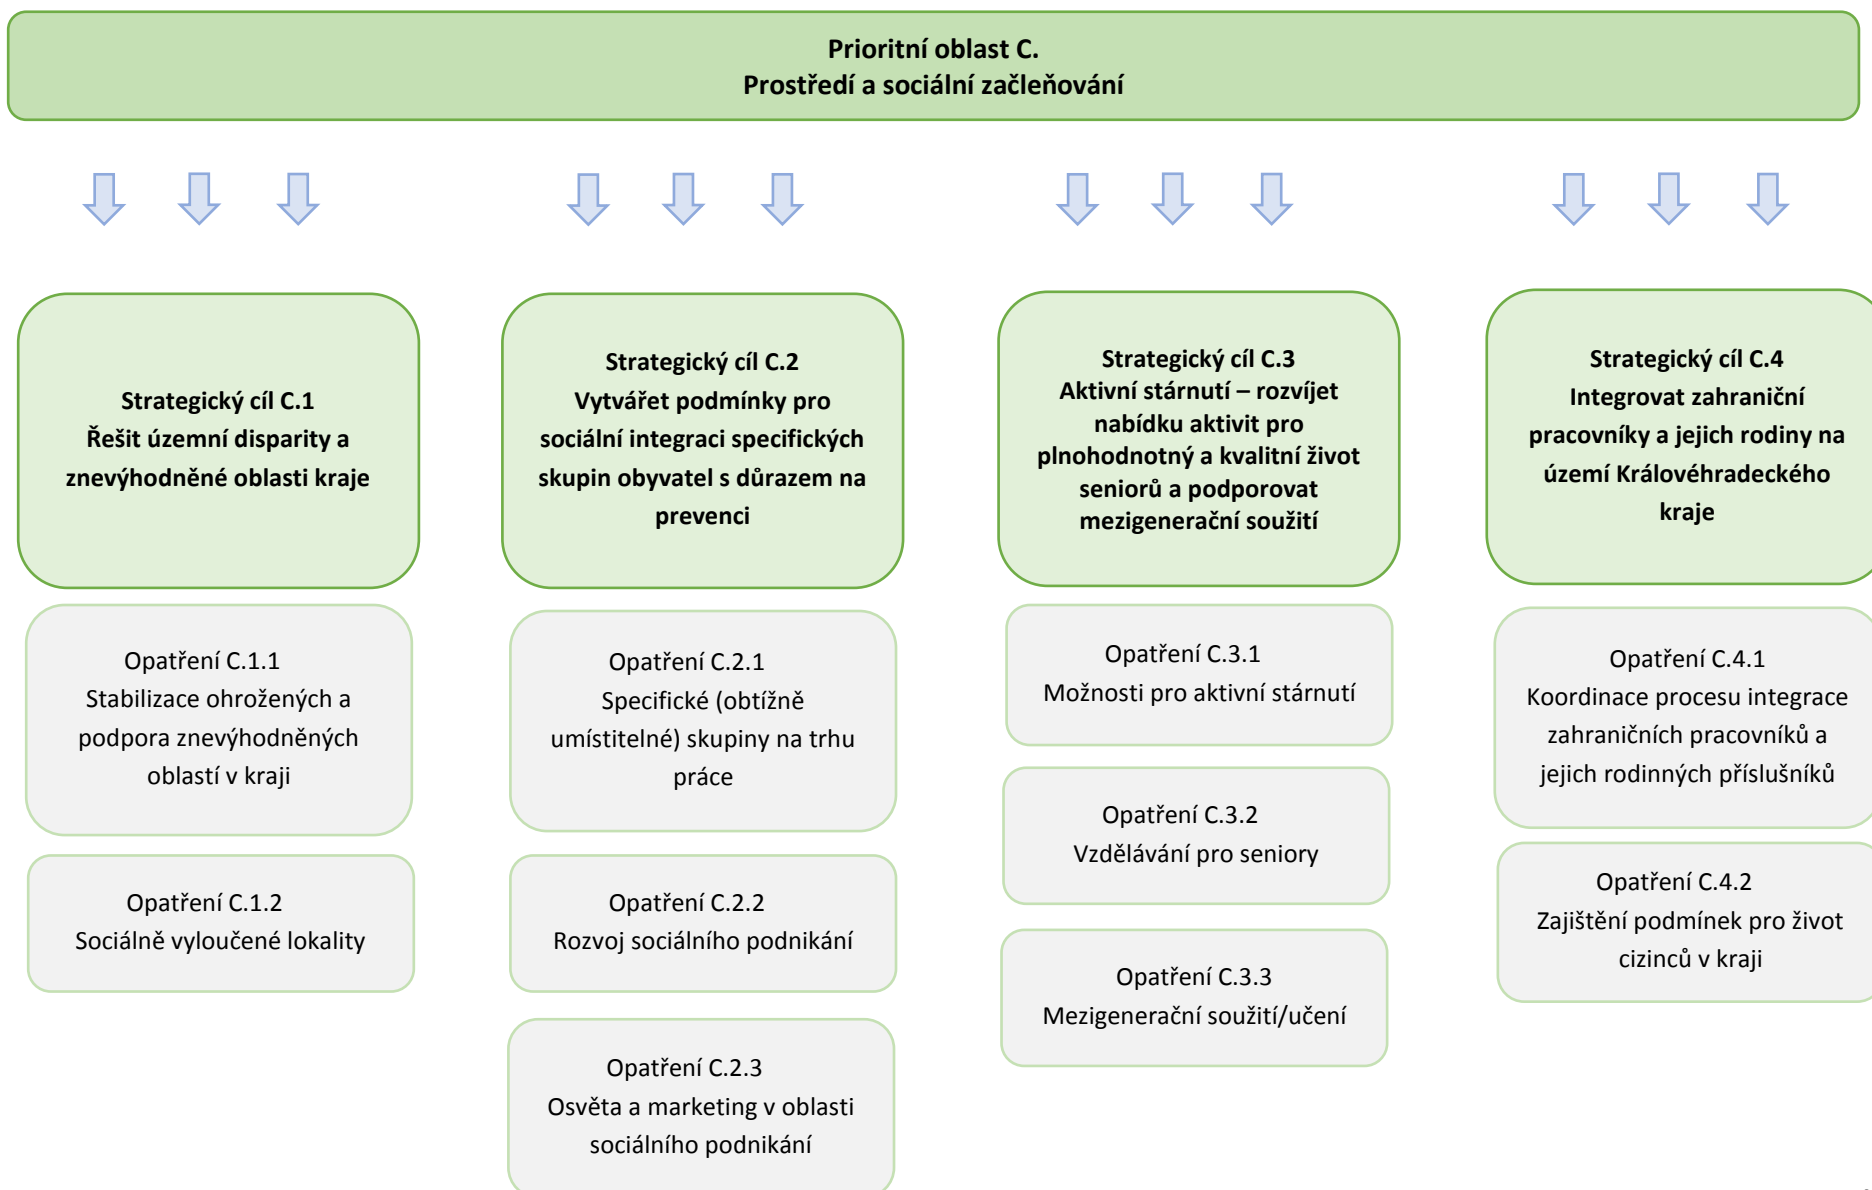 Prioritní oblast C.
Prostředí a sociální začleňování
Strategický cíl C.1
Řešit územní disparity a
znevýhodněné oblasti kraje
Opatření C.1.1
Stabilizace ohrožených a
podpora znevýhodněných
oblastí v kraji
Opatření C.1.2
Sociálně vyloučené lokality
Strategický cíl C.2
Vytvářet podmínky pro
sociální integraci specifických
skupin obyvatel s důrazem na
prevenci
Opatření C.2.1
Specifické (obtížně
umístitelné) skupiny na trhu
práce
Opatření C.2.2
Rozvoj sociálního podnikání
Opatření C.2.3
Osvěta a marketing v oblasti
sociálního podnikání
Strategický cíl C.3
Aktivní stárnutí – rozvíjet
nabídku aktivit pro
plnohodnotný a kvalitní život
seniorů a podporovat
mezigenerační soužití
Opatření C.3.1
Možnosti pro aktivní stárnutí
Opatření C.3.2
Vzdělávání pro seniory
Opatření C.3.3
Mezigenerační soužití/učení
Strategický cíl C.4
Integrovat zahraniční
pracovníky a jejich rodiny na
území Královéhradeckého
kraje
Opatření C.4.1
Koordinace procesu integrace
zahraničních pracovníků a
jejich rodinných příslušníků
Opatření C.4.2
Zajištění podmínek pro život
cizinců v kraji